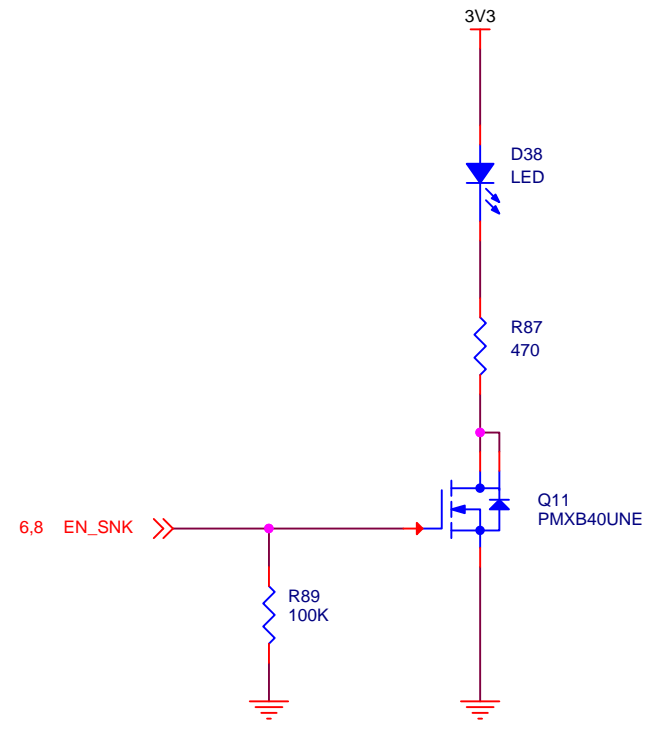 3V3
D38
LED
R87
470
Q11
PMXB40UNE
6,8 EN_SNK
R89
100K